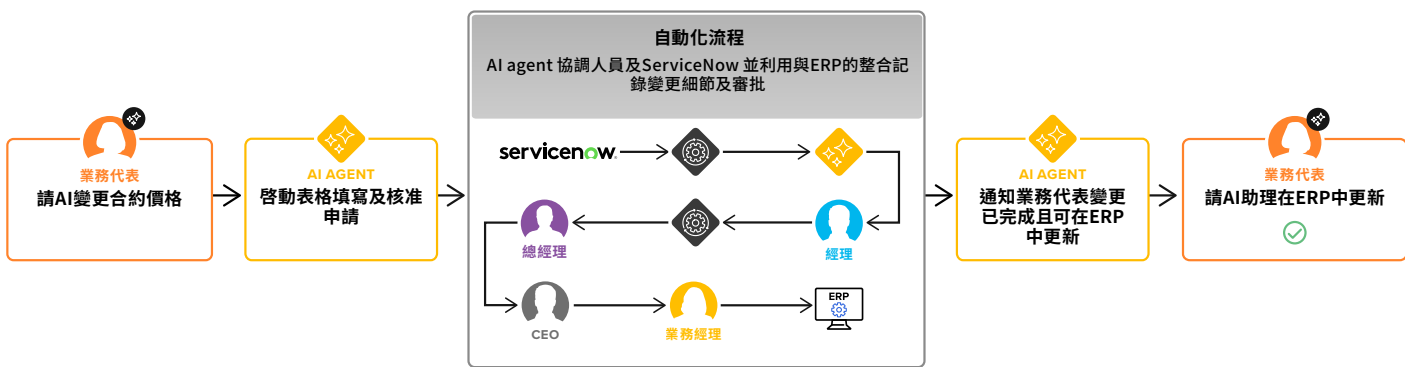 業務代表
請AI變更合約價格
AI AGENT
啓動表格填寫及核准
申請
自動化流程
AI agent 協調人員及ServiceNow 並利用與ERP的整合記
錄變更細節及審批
servicenow
總經理
經理
CEO
業務經理
ERP
AI AGENT
通知業務代表變更
已完成且可在ERP
中更新
業務代表
請AI助理在ERP中更新